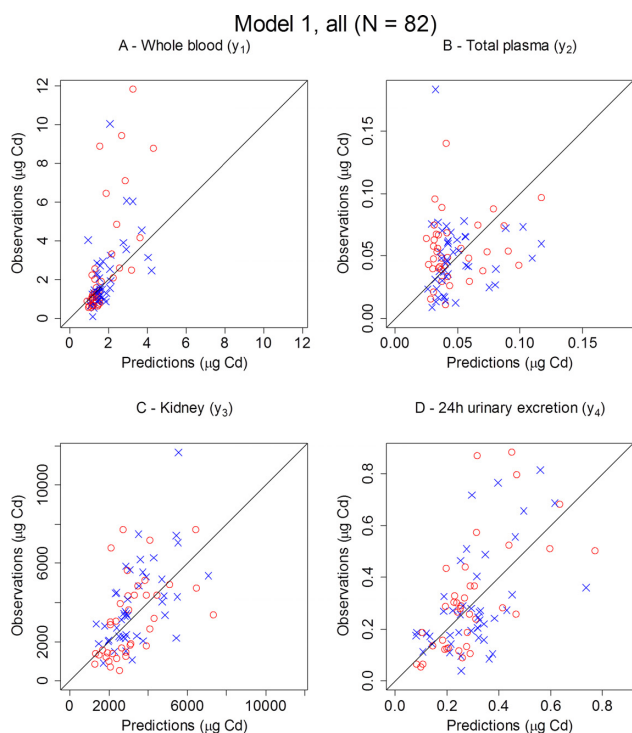 Model 1, all (N = 82)
A - Whole blood (y₁)
B - Total plasma (y₂)
Observations (μg Cd)
0 2 4 6 8 10 12
0 2 4 6 8 10 12
Predictions (μg Cd)
Observations (μg Cd)
0.00 0.05 0.10 0.15
0.00 0.05 0.10 0.15
Predictions (μg Cd)
C - Kidney (y₃)
D - 24h urinary excretion (y₄)
Observations (μg Cd)
0 2000 6000 10000
2000 6000 10000
Predictions (μg Cd)
Observations (μg Cd)
0.0 0.2 0.4 0.6 0.8
0.0 0.2 0.4 0.6 0.8
Predictions (μg Cd)